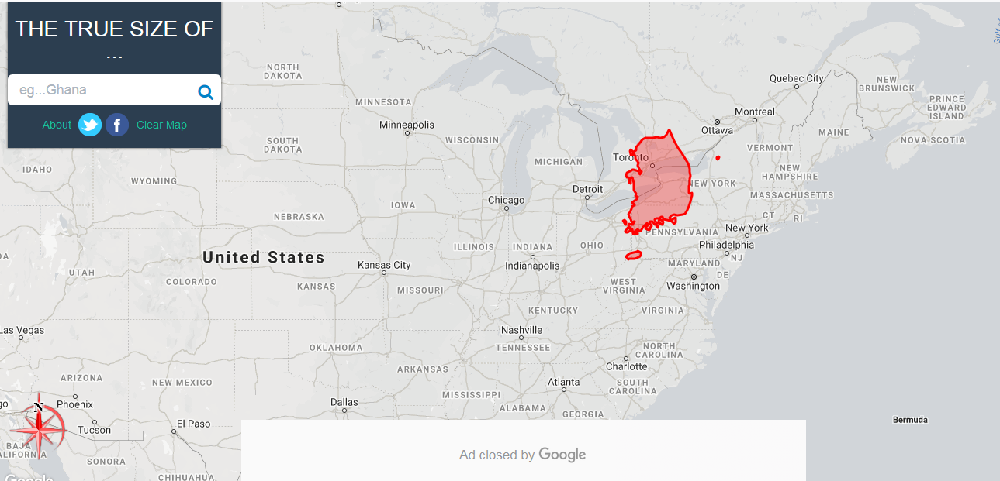 THE TRUE SIZE OF
...
eg...Ghana
About
Clear Map
NORTH
DAKOTA
MINNESOTA
Minneapolis
SOUTH
DAKOTA
WISCONSIN
IDAHO
WYOMING
MICHIGAN
Toronto
Detroit
Chicago
IOWA
NEBRASKA
Quebec City
NEW
BRUNSWICK
PRINCE
EDWARD
ISLAND
Montreal
Ottawa
MAINE
NOVA SCOTIA
VERMONT
NEW
HAMPSHIRE
NEW YORK
MASSACHUSETTS
CT
RI
New York
PENNSYLVANIA
Philadelphia
NJ
MARYLAND
DE
Washington
ILLINOIS
INDIANA
OHIO
Indianapolis
United States
Kansas City
UTAH
COLORADO
KANSAS
MISSOURI
WEST
VIRGINIA
KENTUCKY
VIRGINIA
Las Vegas
Nashville
TENNESSEE
OKLAHOMA
NORTH
CAROLINA
Charlotte
ARKANSAS
ARIZONA
NEW MEXICO
Phoenix
Atlanta
SOUTH
CAROLINA
MISSISSIPPI
Dallas
ALABAMA
GEORGIA
N
Tucson
El Paso
Bermuda
BAJA
CALIFORNIA
SONORA
CHIHUAHUA
Ad closed by Google
Google